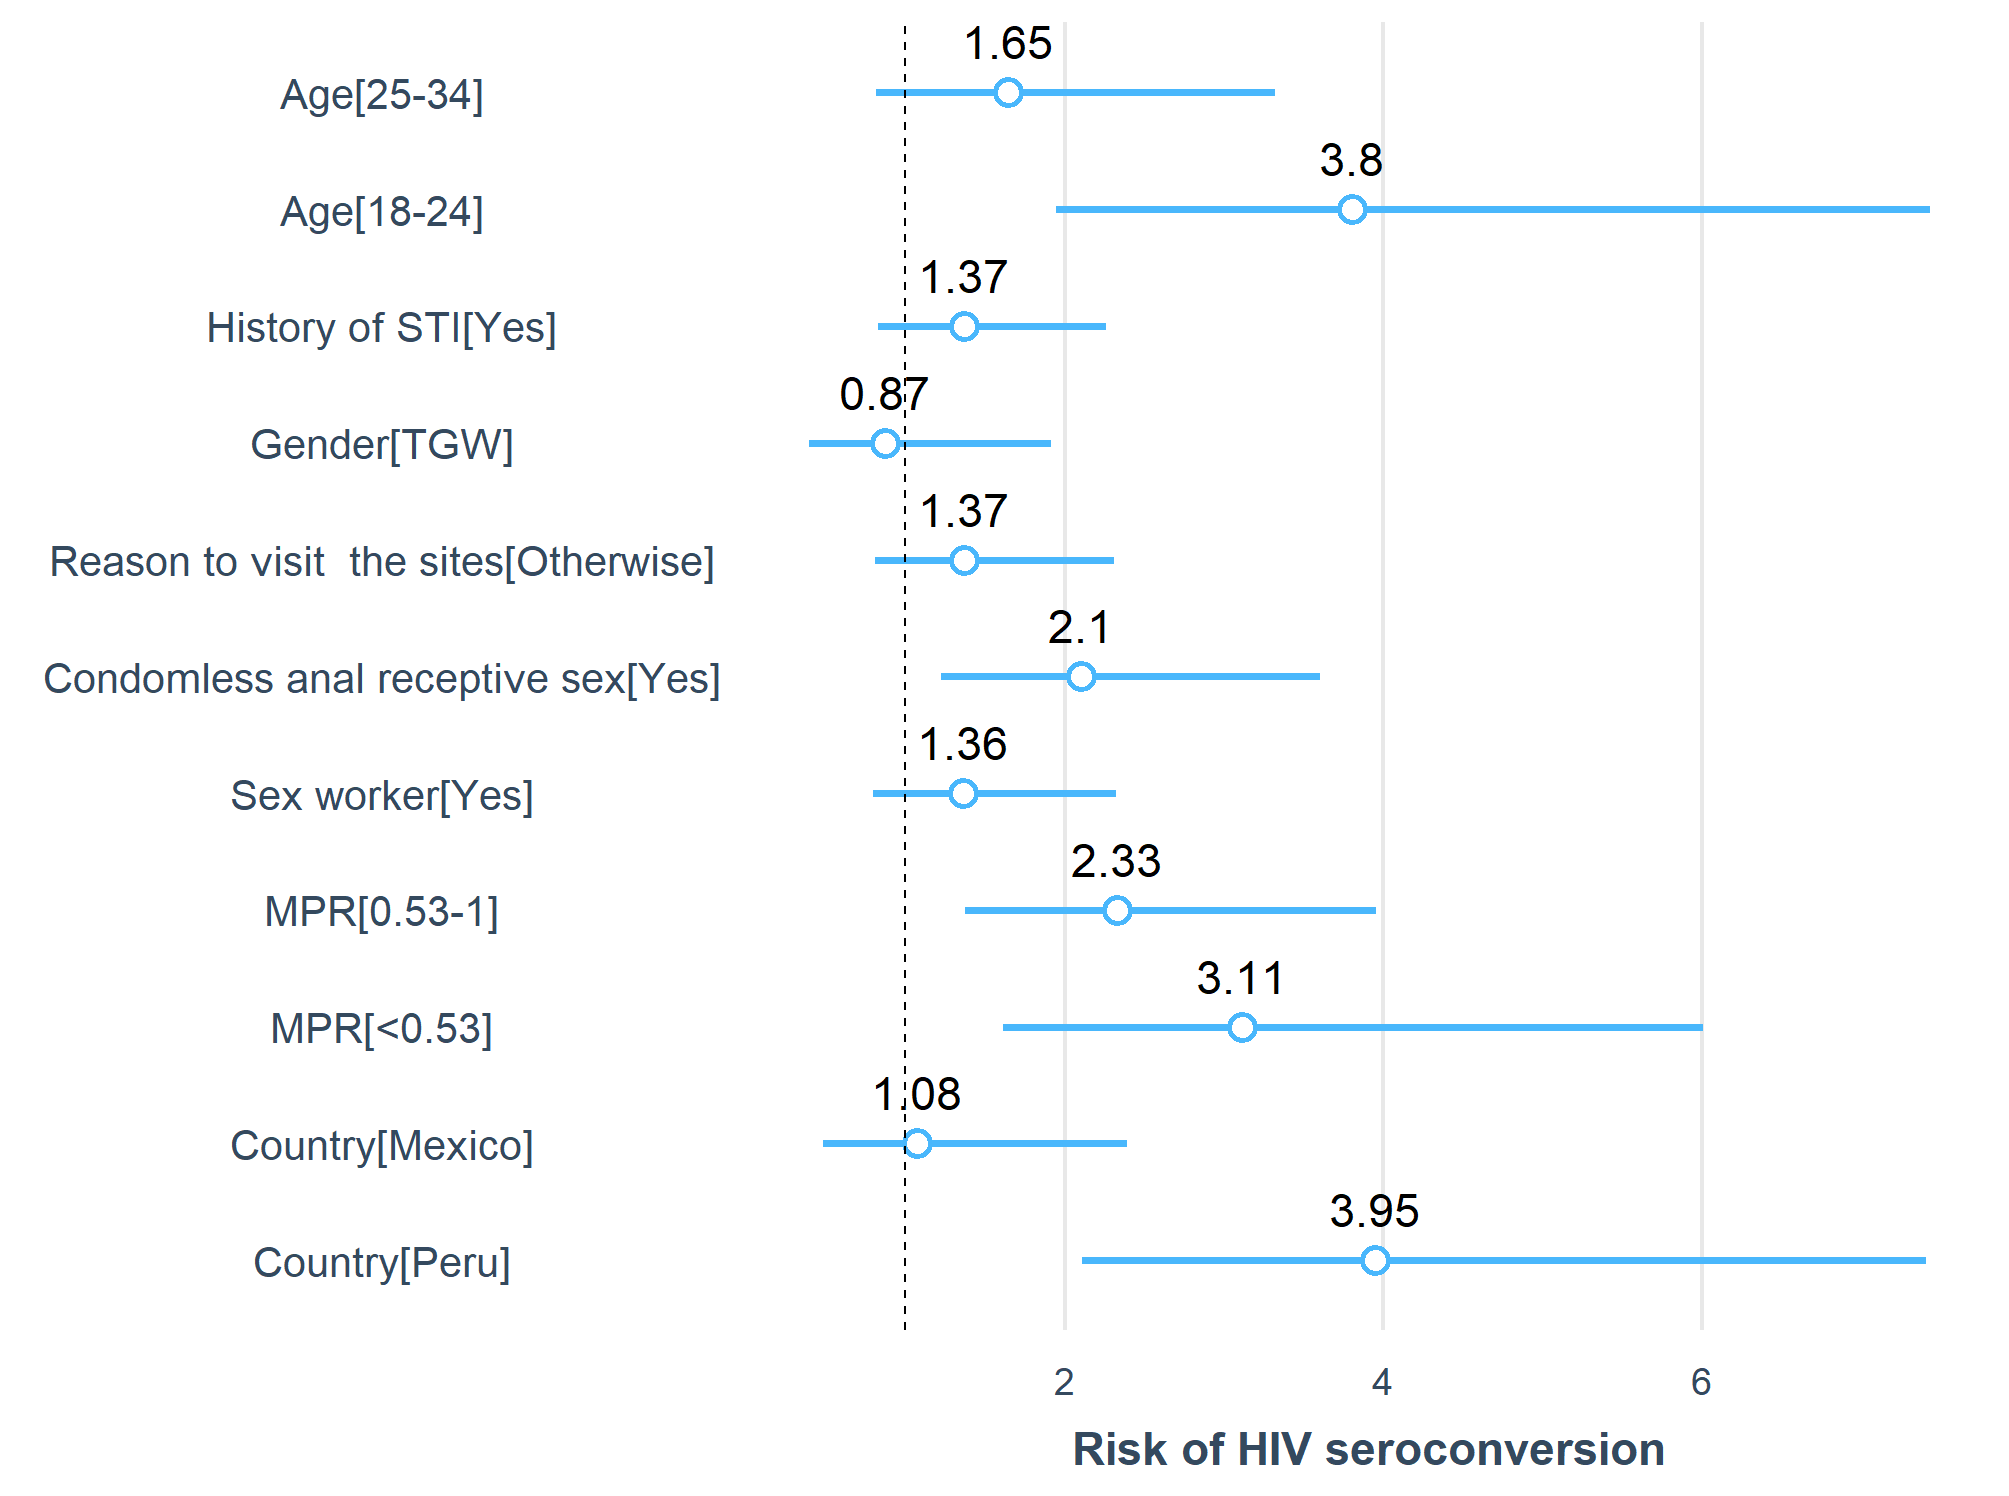 1.65
Age[25-34]
3.8
Age[18-24]
1.37
History of STI[Yes]
0.87
Gender[TGW]
1.37
Reason to visit  the sites[Otherwise]
2.1
Condomless anal receptive sex[Yes]
1.36
Sex worker[Yes]
2.33
MPR[0.53-1]
3.11
MPR[<0.53]
1.08
Country[Mexico]
3.95
Country[Peru]
2 4 6
Risk of HIV seroconversion